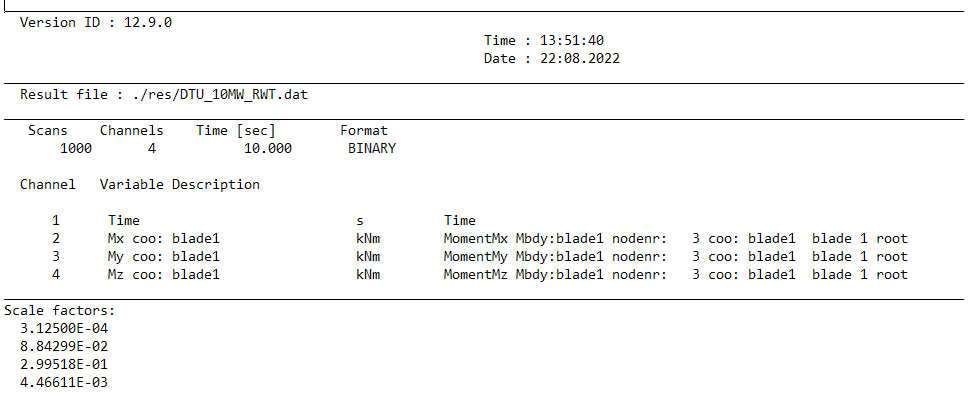 Version ID : 12.9.0
Time : 13:51:40
Date : 22:08.2022
Result file : ./res/DTU_10MW_RWT.dat
Scans Channels Time [sec] Format
1000 4 10.000 BINARY
Channel Variable Description
1 Time s Time
2 Mx coo: blade1 kNm MomentMx Mbdy:blade1 nodenr: 3 coo: blade1 blade 1 root
3 My coo: blade1 kNm MomentMy Mbdy:blade1 nodenr: 3 coo: blade1 blade 1 root
4 Mz coo: blade1 kNm MomentMz Mbdy:blade1 nodenr: 3 coo: blade1 blade 1 root
Scale factors:
3.12500E-04
8.84299E-02
2.99518E-01
4.46611E-03